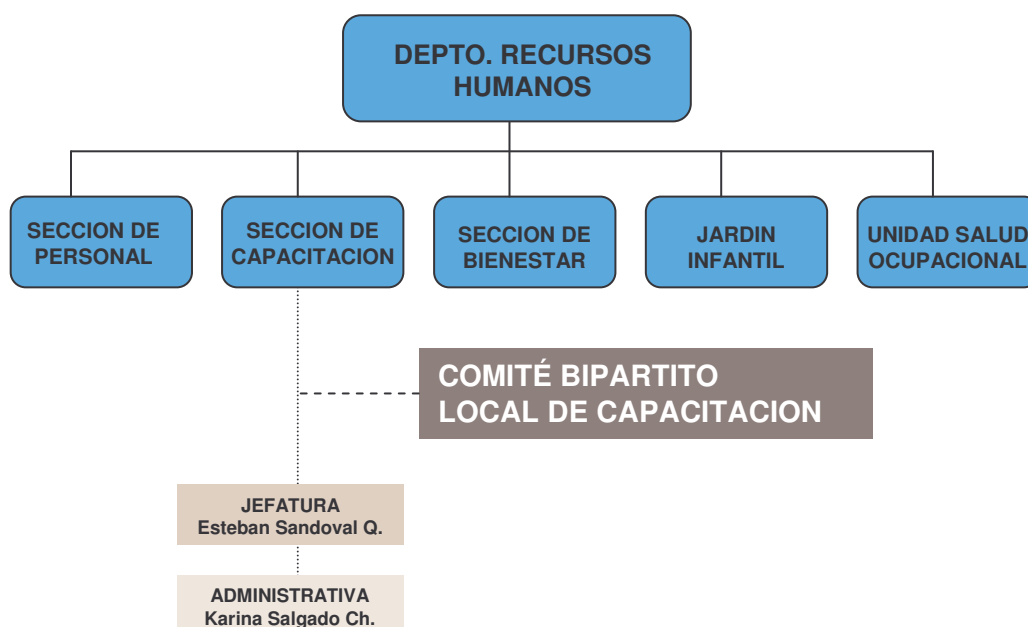 DEPTO. RECURSOS
HUMANOS
SECCION DE
PERSONAL
SECCION DE
CAPACITACION
SECCION DE
BIENESTAR
JARDIN
INFANTIL
UNIDAD SALUD
OCUPACIONAL
COMITÉ BIPARTITO
LOCAL DE CAPACITACION
JEFATURA
Esteban Sandoval Q.
ADMINISTRATIVA
Karina Salgado Ch.